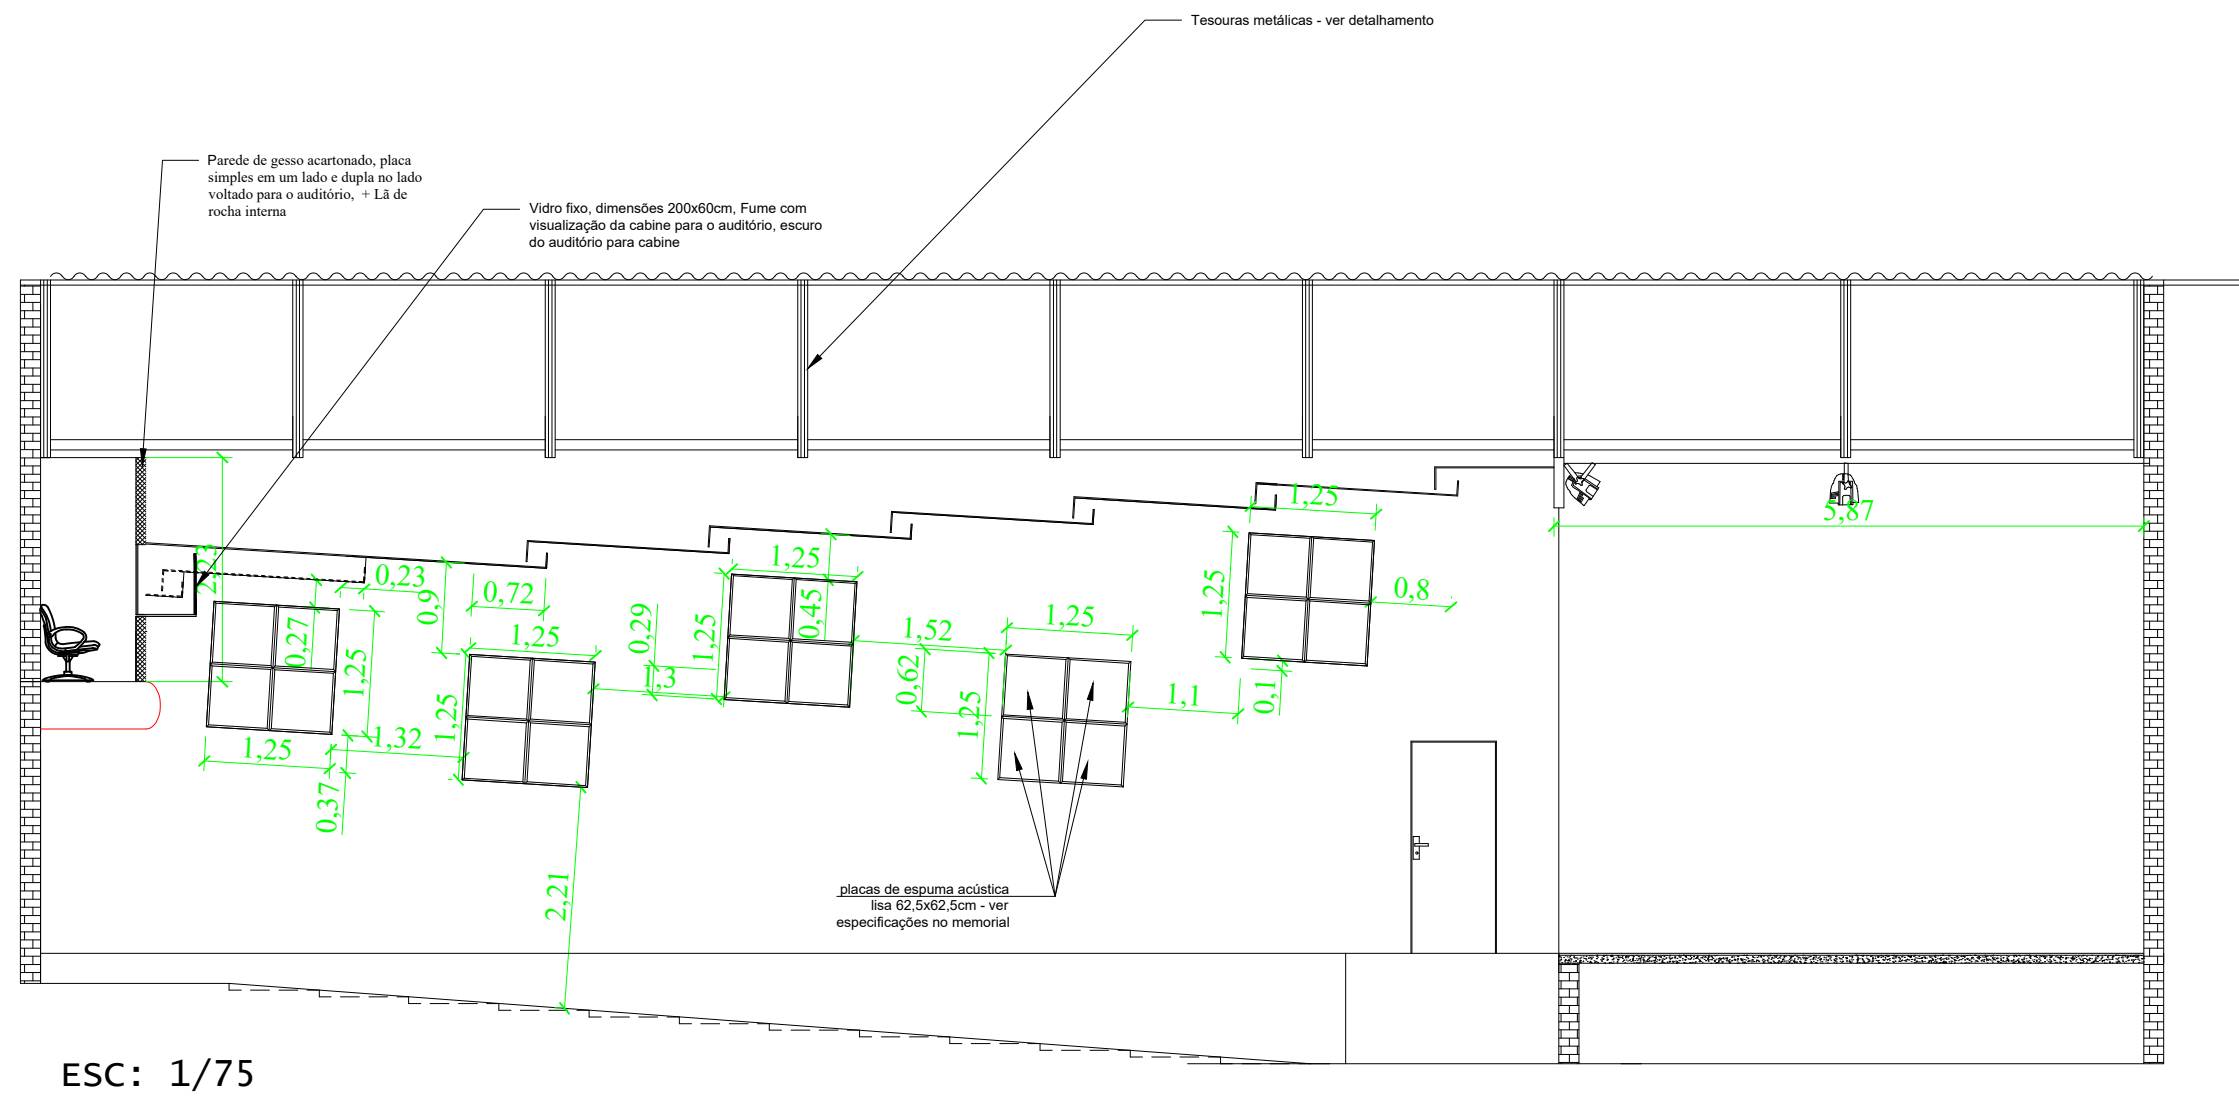 Tesouras metálicas - ver detalhamento
Parede de gesso acartonado, placa
simples em um lado e dupla no lado
voltado para o auditório, + Lã de
rocha interna
Vidro fixo, dimensões 200x60cm, Fume com
visualização da cabine para o auditório, escuro
do auditório para cabine
1,25
5,87
2,23
0,23
0,9
0,72
1,25
0,45
1,25
0,8
0,27
1,25
1,25
0,29
1,25
1,3
1,52
1,25
0,62
1,25
1,1
0,1
1,25
1,32
1,25
0,37
2,21
placas de espuma acústica
lisa 62,5x62,5cm - ver
especificações no memorial
ESC: 1/75